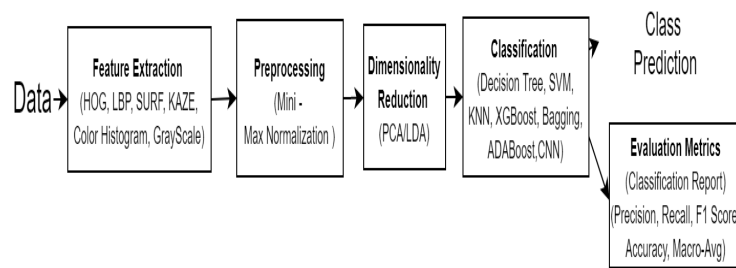 Data
Feature Extraction
(HOG, LBP, SURF, KAZE,
Color Histogram, GrayScale)
Preprocessing
(Mini -
Max Normalization )
Dimensionality
Reduction
(PCA/LDA)
Classification
(Decision Tree, SVM,
KNN, XGBoost, Bagging,
ADABoost,CNN)
Class
Prediction
Evaluation Metrics
(Classification Report)
(Precision, Recall, F1 Score
Accuracy, Macro-Avg)